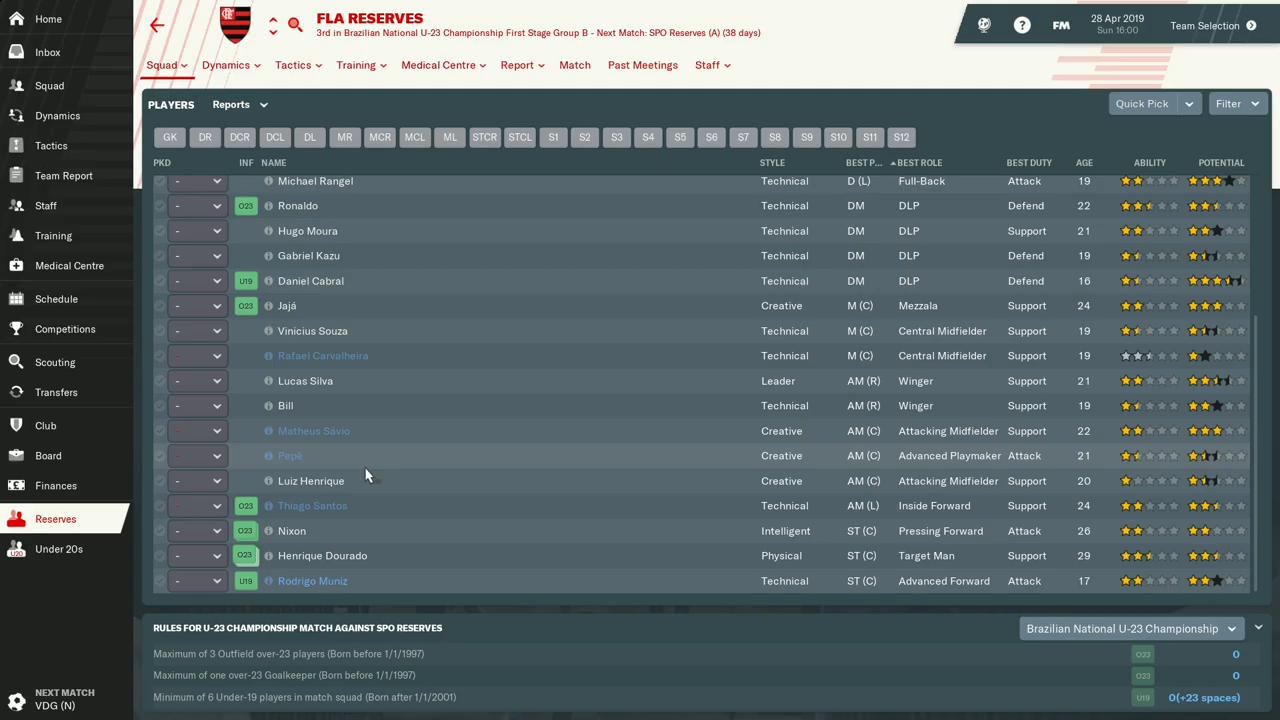 Home
Inbox
Squad
Dynamics
Tactics
Team Report
Staff
Training
Medical Centre
Schedule
Competitions
Scouting
Transfers
Club
Board
Finances
Reserves
U20
Under 20s
NEXT MATCH
VDG (N)
FLA RESERVES
3rd in Brazilian National U-23 Championship First Stage Group B - Next Match: SPO Reserves (A) (38 days)
FM
28 Apr 2019
Sun 16:00
Team Selection
Squad Dynamics Tactics Training Medical Centre Report Match Past Meetings Staff
PLAYERS Reports Quick Pick Filter
GK DR DCR DCL DL MR MCR MCL ML STCR STCL S1 S2 S3 S4 S5 S6 S7 S8 S9 S10 S11 S12
PKD INF NAME STYLE BEST P... BEST ROLE BEST DUTY AGE ABILITY POTENTIAL
- Michael Rangel Technical D (L) Full-Back Attack 19
- O23 Ronaldo Technical DM DLP Defend 22
- Hugo Moura Technical DM DLP Support 21
- Gabriel Kazu Technical DM DLP Defend 19
- U19 Daniel Cabral Technical DM DLP Defend 16
- O23 Jajá Creative M (C) Mezzala Support 24
- Vinicius Souza Technical M (C) Central Midfielder Support 19
- Rafael Carvalheira Technical M (C) Central Midfielder Support 19
- Lucas Silva Leader AM (R) Winger Support 21
- Bill Technical AM (R) Winger Support 19
- Matheus Sávio Creative AM (C) Attacking Midfielder Support 22
- Pepê Creative AM (C) Advanced Playmaker Attack 21
- Luiz Henrique Creative AM (C) Attacking Midfielder Support 20
- O23 Thiago Santos Technical AM (L) Inside Forward Support 24
- O23 Nixon Intelligent ST (C) Pressing Forward Attack 26
- O23 Henrique Dourado Physical ST (C) Target Man Support 29
- U19 Rodrigo Muniz Technical ST (C) Advanced Forward Attack 17
RULES FOR U-23 CHAMPIONSHIP MATCH AGAINST SPO RESERVES Brazilian National U-23 Championship
Maximum of 3 Outfield over-23 players (Born before 1/1/1997) O23 0
Maximum of one over-23 Goalkeeper (Born before 1/1/1997) O23 0
Minimum of 6 Under-19 players in match squad (Born after 1/1/2001) U19 0(+23 spaces)